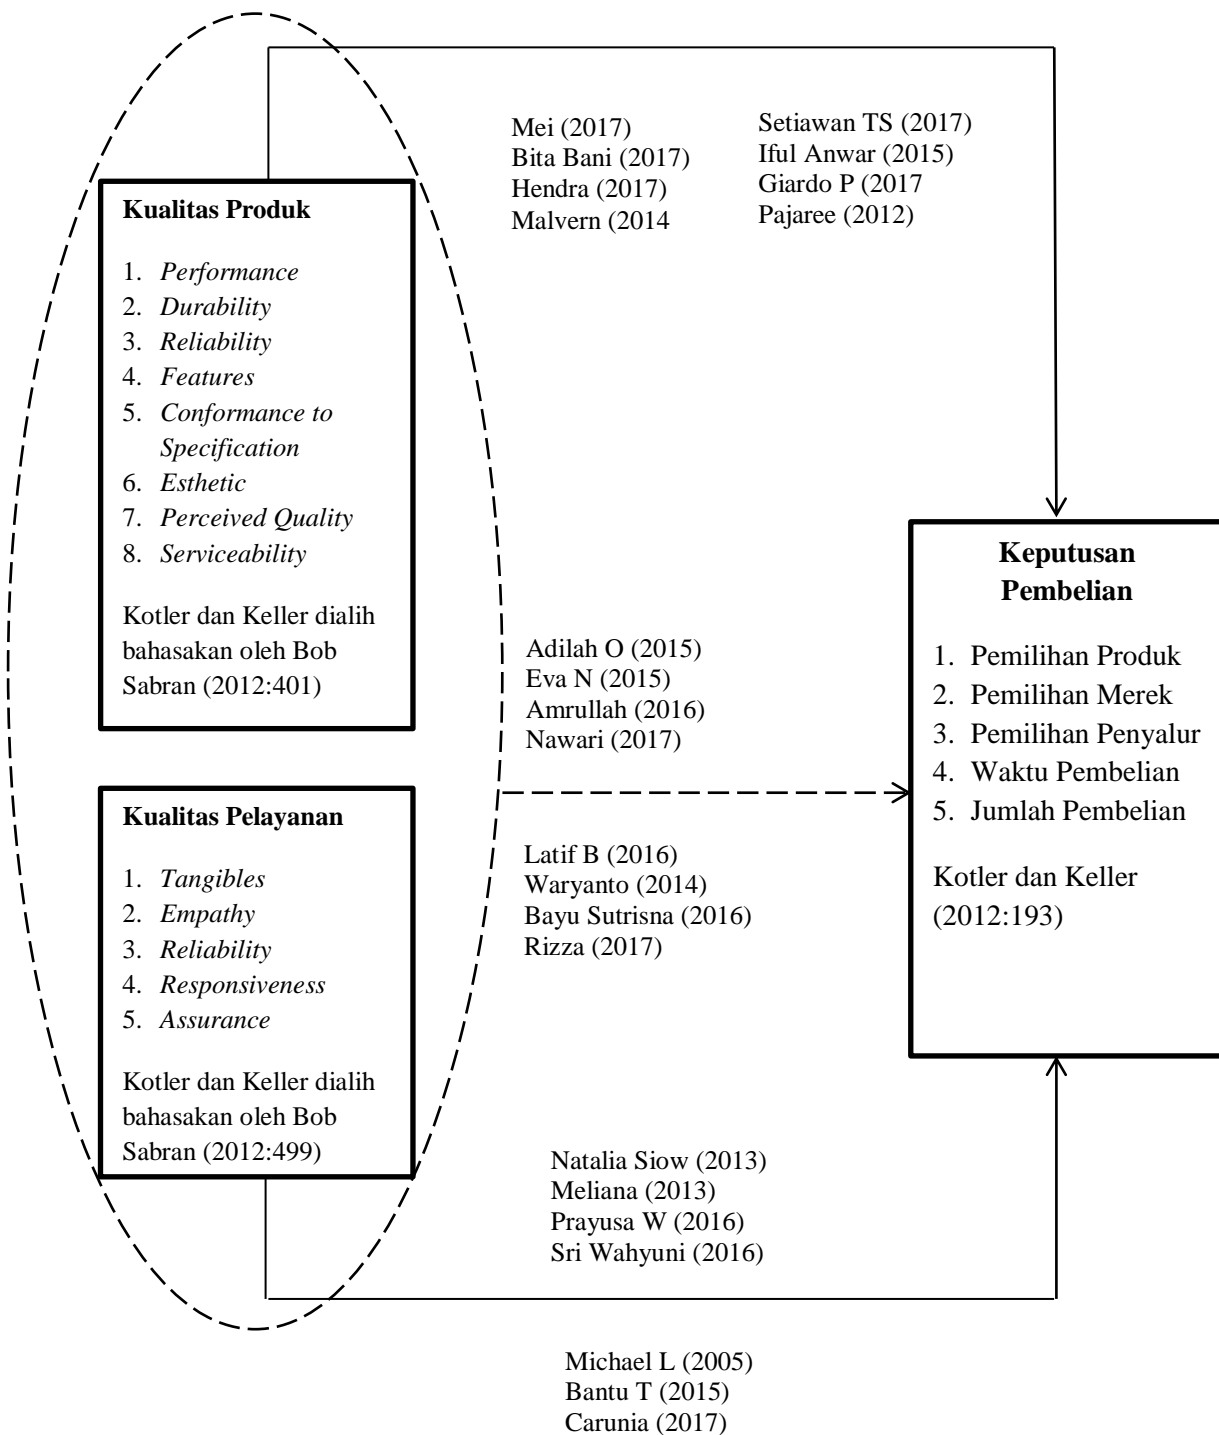 Mei (2017)
Bita Bani (2017)
Hendra (2017)
Malvern (2014
Setiawan TS (2017)
Iful Anwar (2015)
Giardo P (2017
Pajaree (2012)
Kualitas Produk
1. Performance
2. Durability
3. Reliability
4. Features
5. Conformance to
Specification
6. Esthetic
7. Perceived Quality
8. Serviceability
Kotler dan Keller dialih
bahasakan oleh Bob
Sabran (2012:401)
Adilah O (2015)
Eva N (2015)
Amrullah (2016)
Nawari (2017)
Keputusan
Pembelian
1. Pemilihan Produk
2. Pemilihan Merek
3. Pemilihan Penyalur
4. Waktu Pembelian
5. Jumlah Pembelian
Kotler dan Keller
(2012:193)
Kualitas Pelayanan
1. Tangibles
2. Empathy
3. Reliability
4. Responsiveness
5. Assurance
Kotler dan Keller dialih
bahasakan oleh Bob
Sabran (2012:499)
Latif B (2016)
Waryanto (2014)
Bayu Sutrisna (2016)
Rizza (2017)
Natalia Siow (2013)
Meliana (2013)
Prayusa W (2016)
Sri Wahyuni (2016)
Michael L (2005)
Bantu T (2015)
Carunia (2017)